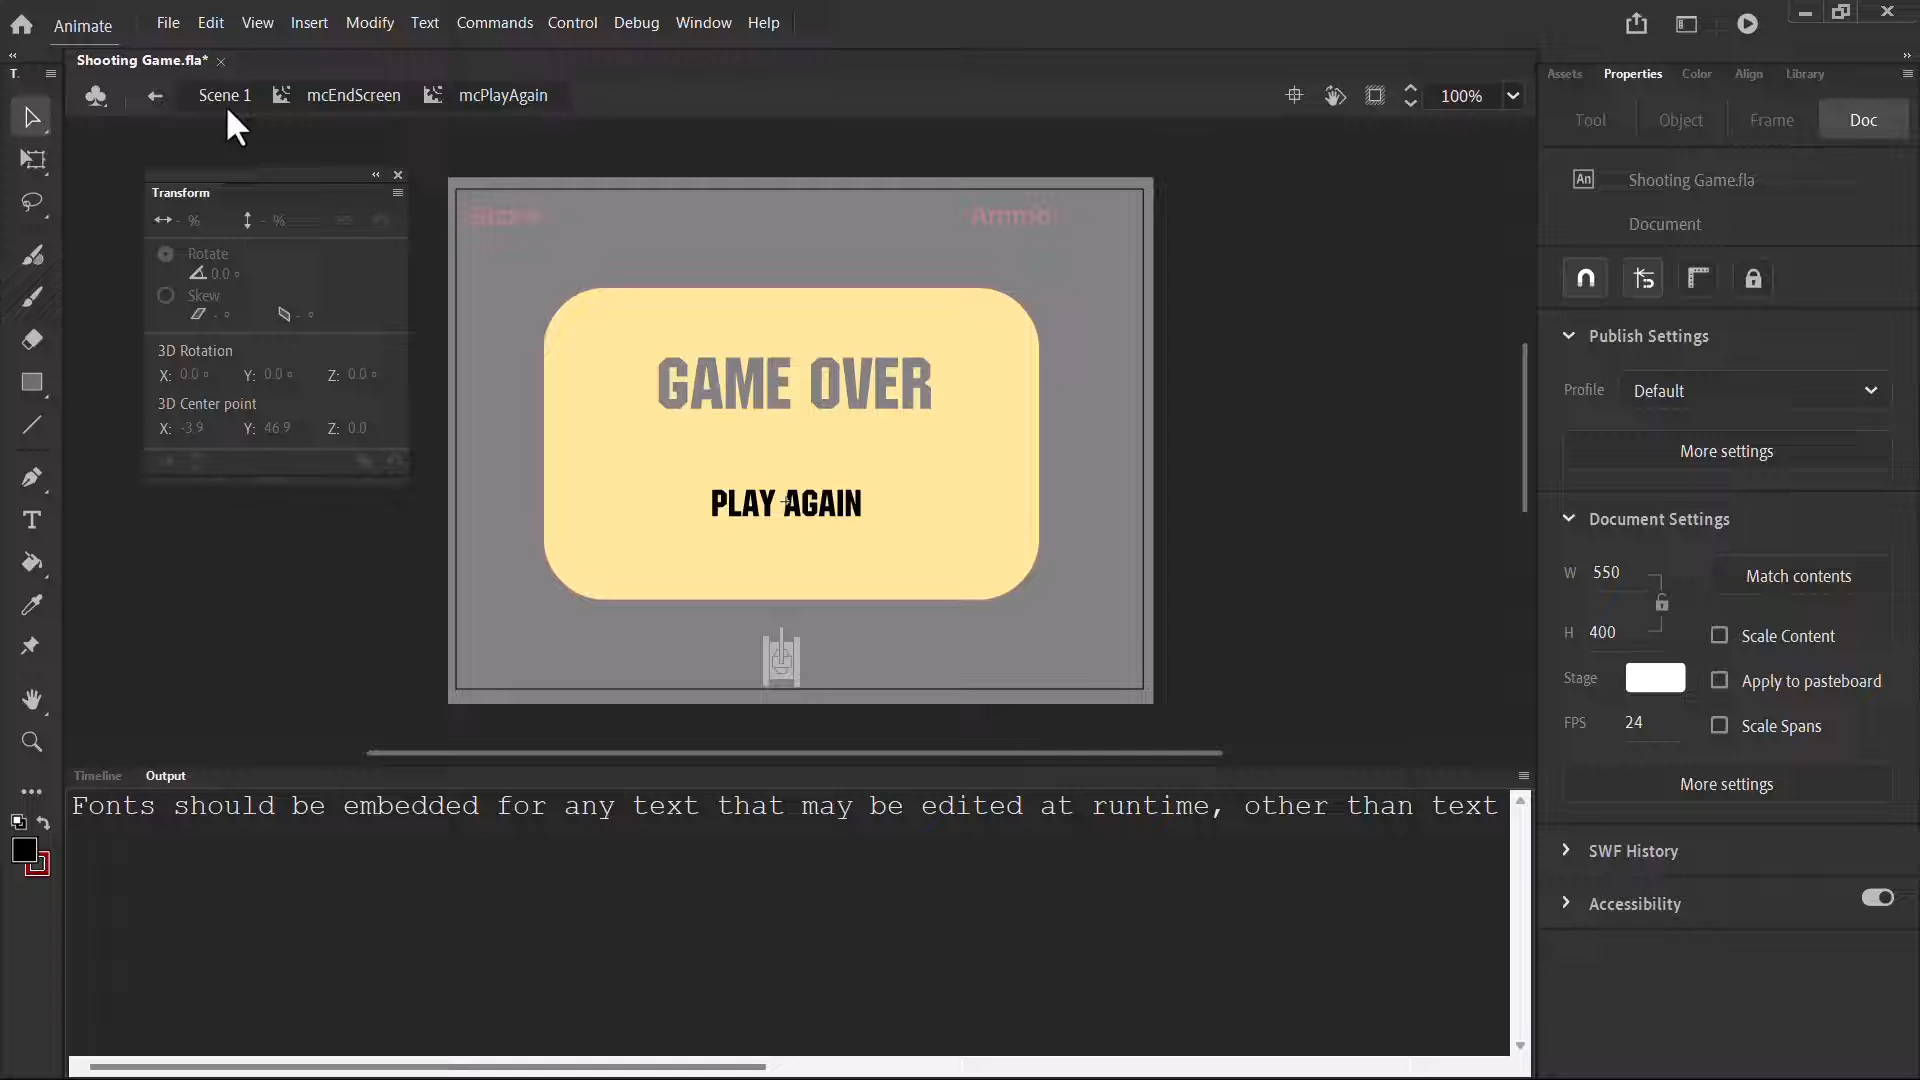 Animate
File Edit View Insert Modify Text Commands Control Debug Window Help
Shooting Game.fla*
T.
Scene 1 mcEndScreen mcPlayAgain
100%
Assets Properties Color Align Library
Tool Object Frame Doc
An Shooting Game.fla
Document
Transform
- % - %
Rotate
0.0 °
Skew
- ° - °
3D Rotation
X: 0.0 ° Y: 0.0 ° Z: 0.0 °
3D Center point
X: -3.9 Y: 46.9 Z: 0.0
Ammo
GAME OVER
PLAY AGAIN
Publish Settings
Profile Default
More settings
Document Settings
W 550
Match contents
H 400
Scale Content
Stage
Apply to pasteboard
FPS 24
Scale Spans
More settings
SWF History
Accessibility
Timeline Output
Fonts should be embedded for any text that may be edited at runtime, other than text